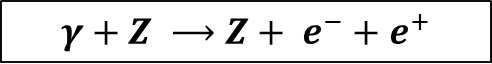 γ + Z ⟶ Z + e⁻ + e⁺